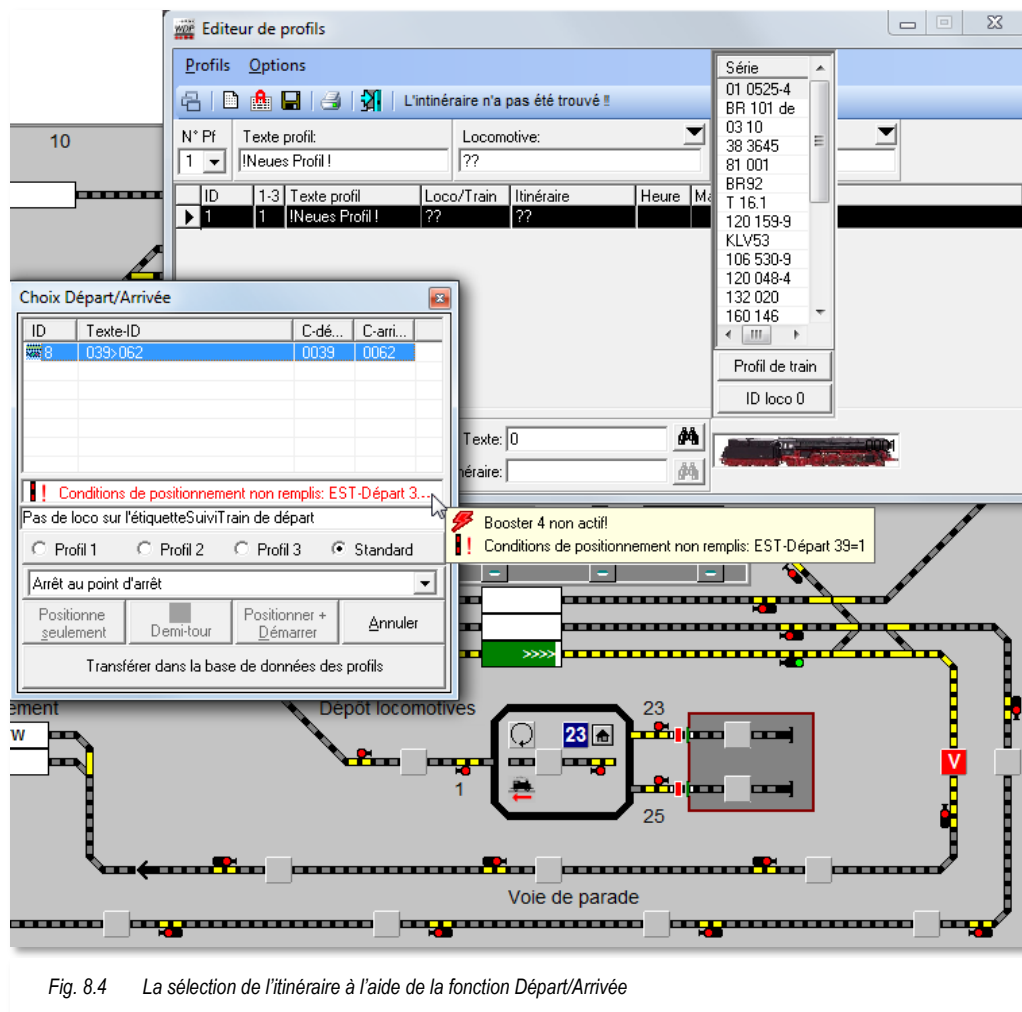 WDP Editeur de profils
Profils Options
L'intinéraire n'a pas été trouvé !!
N° Pf Texte profil: Locomotive:
1 !Neues Profil ! ??
ID 1-3 Texte profil Loco/Train Itinéraire Heure
1 1 !Neues Profil ! ?? ??
Série
01 0525-4
BR 101 de
03 10
38 3645
81 001
BR92
T 16.1
120 159-9
KLV53
106 530-9
120 048-4
132 020
160 146
Profil de train
ID loco 0
Texte: 0
néraire:
10
Choix Départ/Arrivée
ID Texte-ID C-dé... C-arri...
8 039>062 0039 0062
! Conditions de positionnement non remplis: EST-Départ 3...
Pas de loco sur l'étiquetteSuiviTrain de départ
Profil 1 Profil 2 Profil 3 Standard
Arrêt au point d'arrêt
Positionne seulement
Demi-tour
Positionner + Démarrer
Annuler
Transférer dans la base de données des profils
Booster 4 non actif!
! Conditions de positionnement non remplis: EST-Départ 39=1
>>>>
ement
Dépôt locomotives
23
23
W
V
1
25
Voie de parade
Fig. 8.4 La sélection de l’itinéraire à l’aide de la fonction Départ/Arrivée